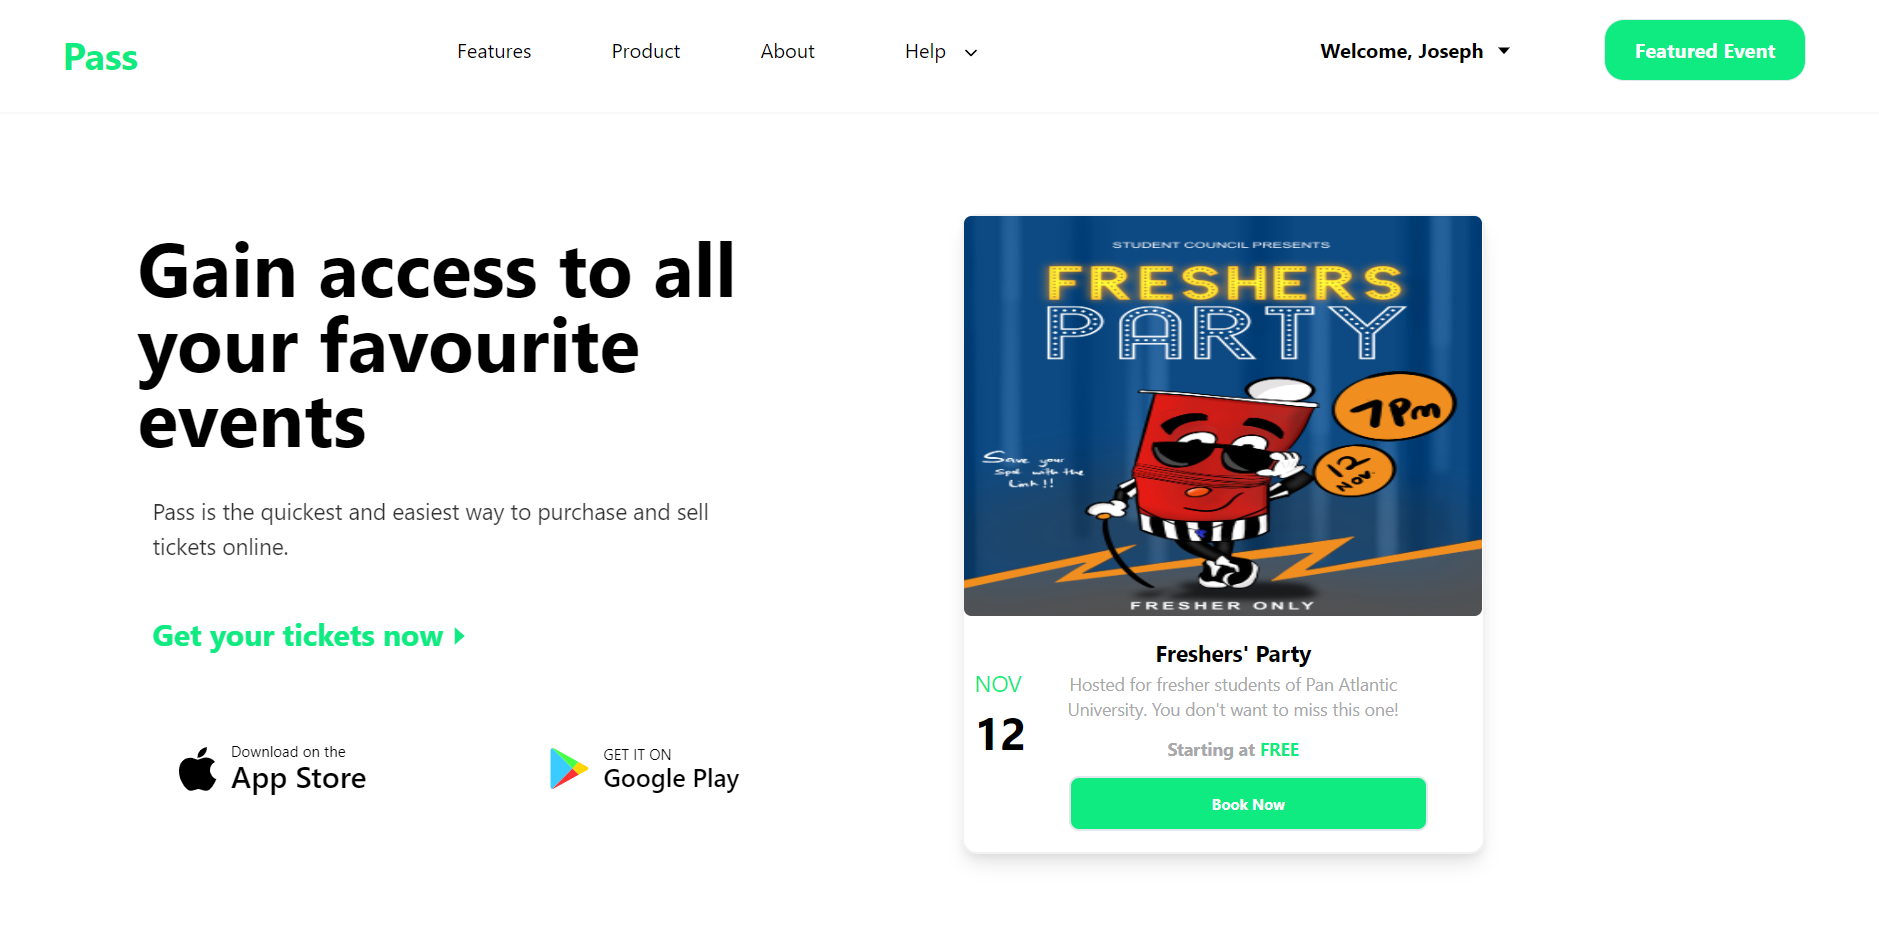 Pass
Features
Product
About
Help
Welcome, Joseph
Featured Event
Gain access to all
your favourite
events
Pass is the quickest and easiest way to purchase and sell
tickets online.
Get your tickets now
Download on the
App Store
GET IT ON
Google Play
STUDENT COUNCIL PRESENTS
FRESHERS
PARTY
7 Pm
12
Nov.
Save your
Spot with the
Link!!
FRESHER ONLY
NOV
12
Freshers' Party
Hosted for fresher students of Pan Atlantic
University. You don't want to miss this one!
Starting at FREE
Book Now